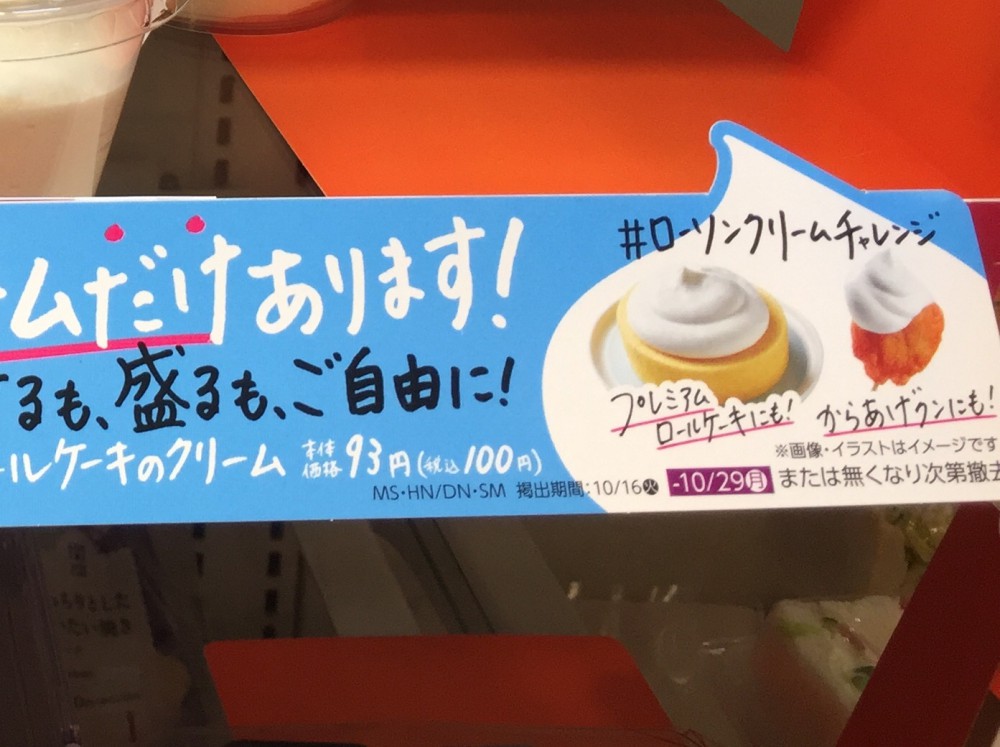 ムだけあります!
るも、盛るも、ご自由に!
ールケーキのクリーム 本体価格93円(税込100円)
MS・HN/DN・SM 掲出期間:10/16火 -10/29月 または無くなり次第撤去
#ローソンクリームチャレンジ
プレミアム
ロールケーキにも!
からあげクンにも!
※画像・イラストはイメージです